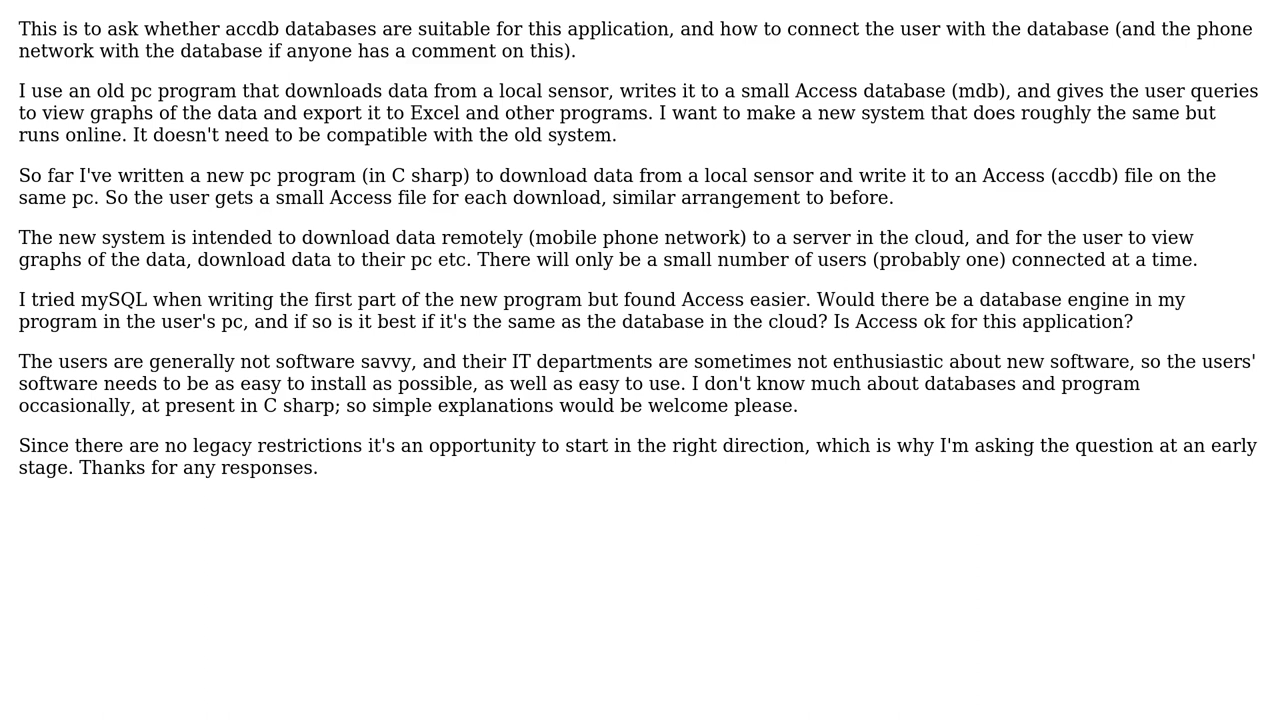 This is to ask whether accdb databases are suitable for this application, and how to connect the user with the database (and the phone
network with the database if anyone has a comment on this).
I use an old pc program that downloads data from a local sensor, writes it to a small Access database (mdb), and gives the user queries
to view graphs of the data and export it to Excel and other programs. I want to make a new system that does roughly the same but
runs online. It doesn't need to be compatible with the old system.
So far I've written a new pc program (in C sharp) to download data from a local sensor and write it to an Access (accdb) file on the
same pc. So the user gets a small Access file for each download, similar arrangement to before.
The new system is intended to download data remotely (mobile phone network) to a server in the cloud, and for the user to view
graphs of the data, download data to their pc etc. There will only be a small number of users (probably one) connected at a time.
I tried mySQL when writing the first part of the new program but found Access easier. Would there be a database engine in my
program in the user's pc, and if so is it best if it's the same as the database in the cloud? Is Access ok for this application?
The users are generally not software savvy, and their IT departments are sometimes not enthusiastic about new software, so the users'
software needs to be as easy to install as possible, as well as easy to use. I don't know much about databases and program
occasionally, at present in C sharp; so simple explanations would be welcome please.
Since there are no legacy restrictions it's an opportunity to start in the right direction, which is why I'm asking the question at an early
stage. Thanks for any responses.